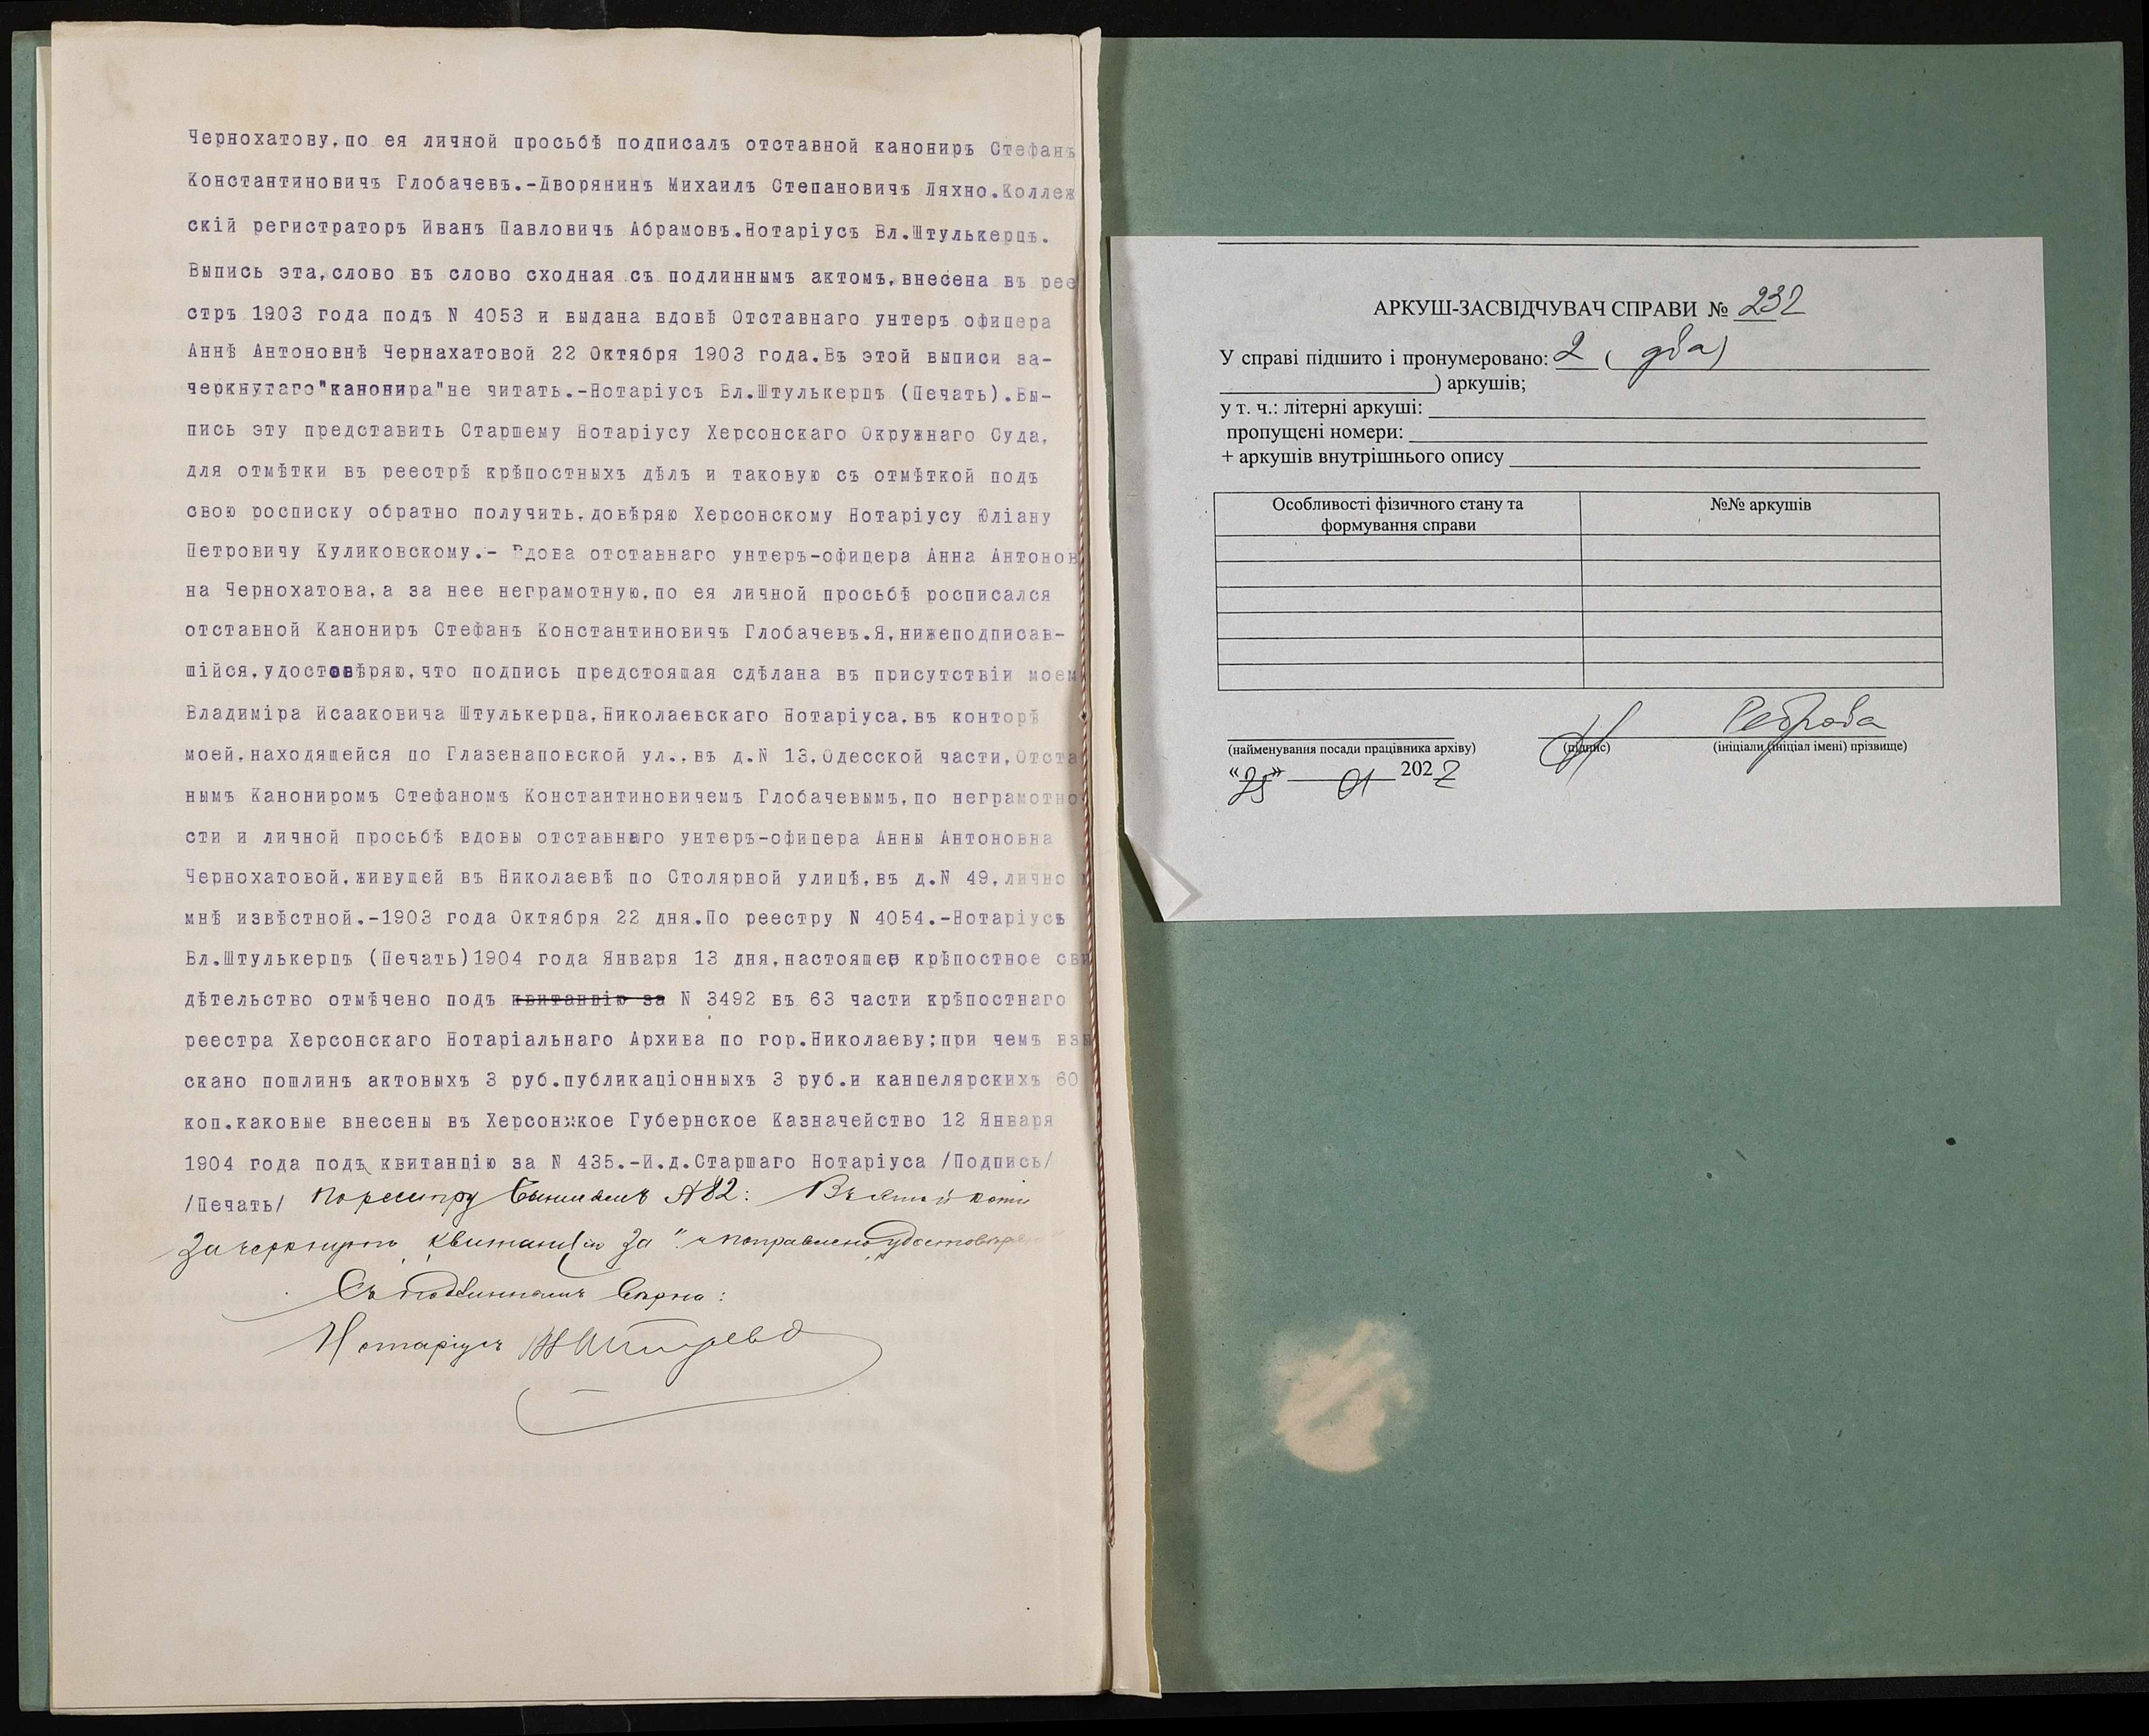 Чернохатову,по ея личной просьбѣ подписалъ отставной канониръ Стефанъ
Константиновичъ Глобачевъ.-Дворянинъ Михаилъ Степановичъ Ляхно.Коллеж
скій регистраторъ Иванъ Павловичъ Абрамовъ.Нотаріусъ Вл.Штулькерцъ.
Выпись эта,слово въ слово сходная съ подлиннымъ актомъ,внесена въ рее
стръ 1903 года подъ N 4053 и выдана вдовѣ Отставнаго унтеръ офицера
Аннѣ Антоновнѣ Чернахатовой 22 Октября 1903 года.Въ этой выписи за-
черкнутаго"канонира"не читать.-Нотаріусъ Вл.Штулькерцъ (Печать).Вы-
пись эту представить Старшему Нотаріусу Херсонскаго Окружнаго Суда,
для отмѣтки въ реестрѣ крѣпостныхъ дѣлъ и таковую съ отмѣткой подъ
свою росписку обратно получить,довѣряю Херсонскому Нотаріусу Юліану
Петровичу Куликовскому.- Вдова отставнаго унтеръ-офицера Анна Антонов
на Чернохатова,а за нее неграмотную,по ея личной просьбѣ росписался
отставной Канониръ Стефанъ Константиновичъ Глобачевъ.Я,нижеподписав-
шійся,удостовѣряю,что подпись предстоящая сдѣлана въ присутствіи моем
Владиміра Исааковича Штулькерца,Николаевскаго Нотаріуса,въ конторѣ
моей,находящейся по Глазенаповской ул.,въ д.N 13,Одесской части,Отста
нымъ Канониромъ Стефаномъ Константиновичемъ Глобачевымъ,по неграмотно
сти и личной просьбѣ вдовы отставнаго унтеръ-офицера Анны Антоновна
Чернохатовой,живущей въ Николаевѣ по Столярной улицѣ,въ д.N 49,лично
мнѣ извѣстной.-1903 года Октября 22 дня.По реестру N 4054.-Нотаріусъ
Вл.Штулькерцъ (Печать)1904 года Января 13 дня,настоящее крѣпостное сви
дѣтельство отмѣчено подъ квитанцію за N 3492 въ 63 части крѣпостнаго
реестра Херсонскаго Нотаріальнаго Архива по гор.Николаеву;при чемъ взы
скано пошлинъ актовыхъ 3 руб.публикаціонныхъ 3 руб.и канцелярскихъ 60
коп.каковые внесены въ Херсонское Губернское Казначейство 12 Января
1904 года подъ квитанцію за N 435.-И.д.Старшаго Нотаріуса /Подпись/
/Печать/ По реестру N 82: Въ этой копіи
зачеркнуто "квитанцію за" и поправлено "удостовѣряю"
Съ подлиннымъ вѣрно:
Нотаріусъ
АРКУШ-ЗАСВІДЧУВАЧ СПРАВИ № 232
У справі підшито і пронумеровано: 2 ( два)
) аркушів;
у т. ч.: літерні аркуші:
пропущені номери:
+ аркушів внутрішнього опису
Особливості фізичного стану та формування справи
№№ аркушів
Реброва
(найменування посади працівника архіву) (підпис) (ініціали (ініціал імені) прізвище)
«25» 01 2022